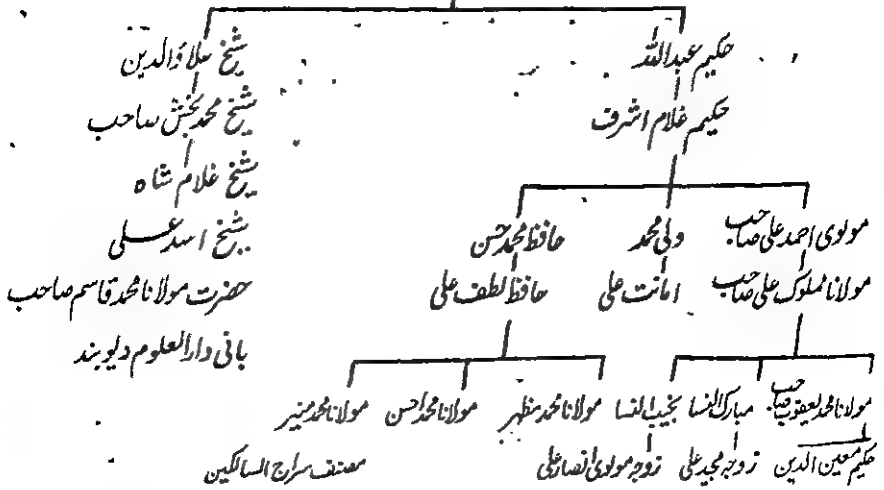 حکیم عبداللہ شیخ علاؤالدین
حکیم غلام اشرف شیخ محمد بخش صاحب
شیخ غلام شاہ
مولوی احمد علی صاحب ولی محمد حافظ محمد حسن شیخ اسد علی
مولانا مملوک علی صاحب امانت علی حافظ لطف علی حضرت مولانا محمد قاسم صاحب
بانی دارالعلوم دیوبند
مولانا محمد یعقوب صاحب مبارک النسا نجیب النسا مولانا محمد مظہر مولانا محمد احسن مولانا محمد منیر
حکیم معین الدین زوجہ مجید علی زوجہ مولوی انصار علی مصنف سراج السالکین